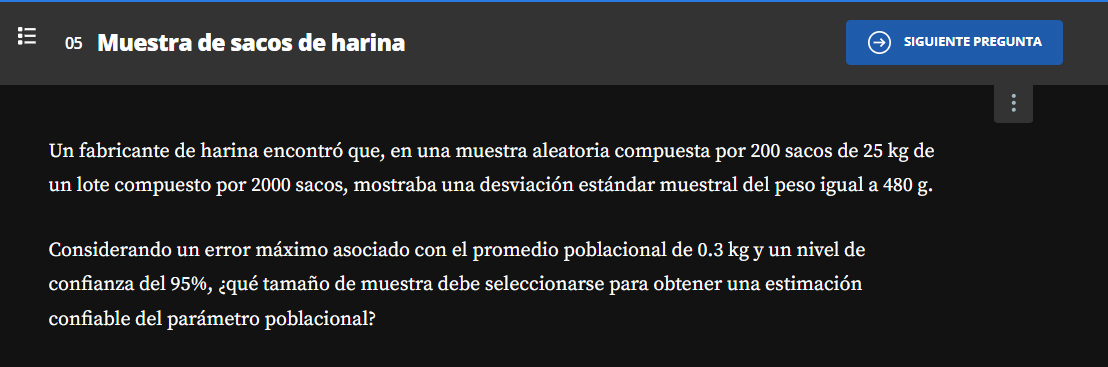 05 Muestra de sacos de harina
SIGUIENTE PREGUNTA
Un fabricante de harina encontró que, en una muestra aleatoria compuesta por 200 sacos de 25 kg de
un lote compuesto por 2000 sacos, mostraba una desviación estándar muestral del peso igual a 480 g.
Considerando un error máximo asociado con el promedio poblacional de 0.3 kg y un nivel de
confianza del 95%, ¿qué tamaño de muestra debe seleccionarse para obtener una estimación
confiable del parámetro poblacional?